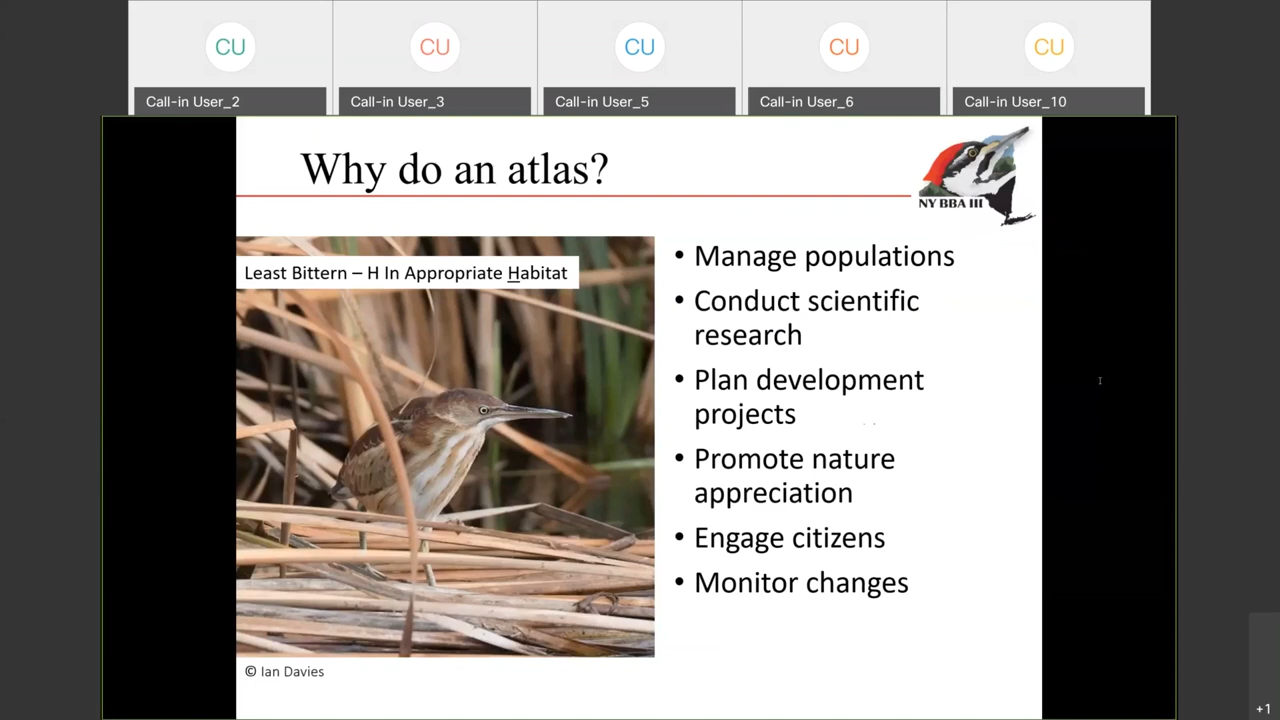 CU
CU
CU
CU
CU
Call-in User_2
Call-in User_3
Call-in User_5
Call-in User_6
Call-in User_10
Why do an atlas?
NY BBA III
Least Bittern – H In Appropriate Habitat
• Manage populations
• Conduct scientific
research
• Plan development
projects
• Promote nature
appreciation
• Engage citizens
• Monitor changes
© Ian Davies
+1